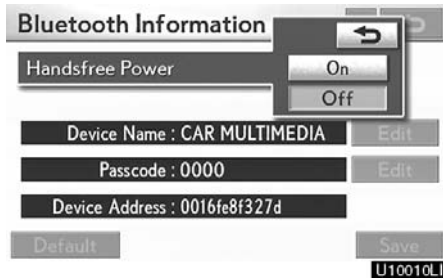 Bluetooth Information
Handsfree Power
On
Off
Device Name : CAR MULTIMEDIA
Edit
Passcode : 0000
Edit
Device Address : 0016fe8f327d
Default
Save
U10010L